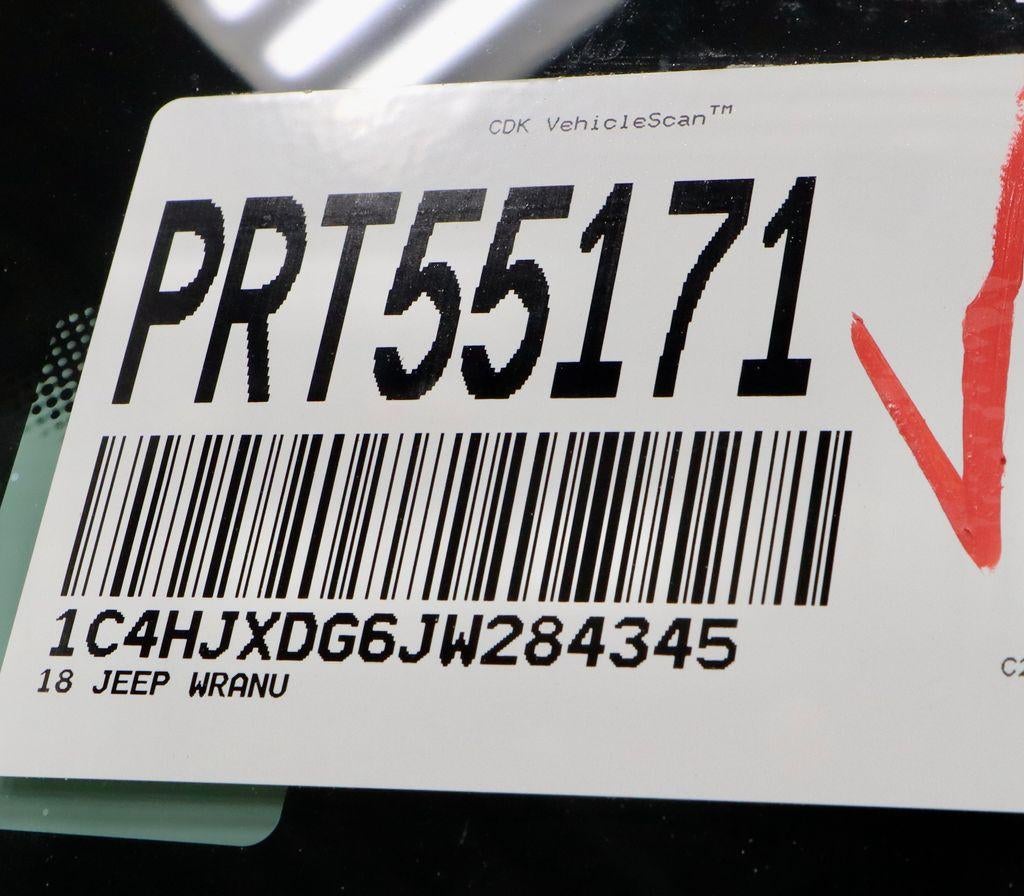 CDK VehicleScan™
PRT55171
1C4HJXDG6JW284345
18 JEEP WRANU